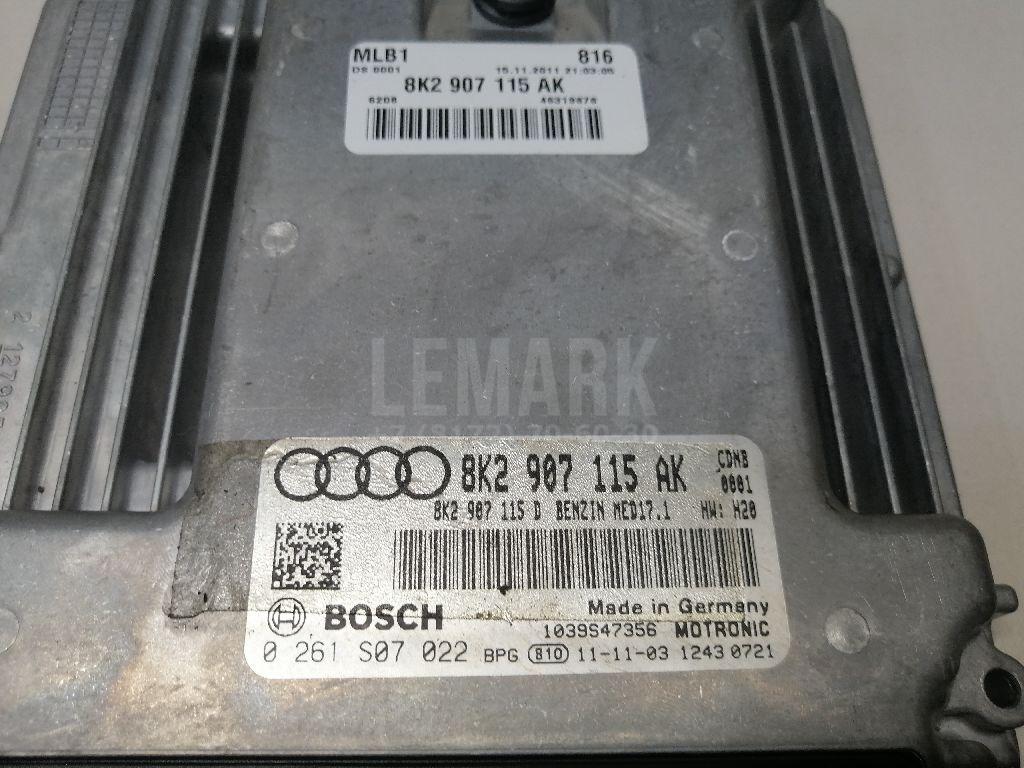 MLB1 816
DS 0001 15.11.2011 21:03:05
8K2 907 115 AK
6208 46319876
LEMARK
8K2 907 115 AK CDNB
0001
8K2 907 115 D BENZIN MED17.1 HW: H20
BOSCH Made in Germany
1039S47356 MOTRONIC
0 261 S07 022 BPG 810 11-11-03 1243 0721